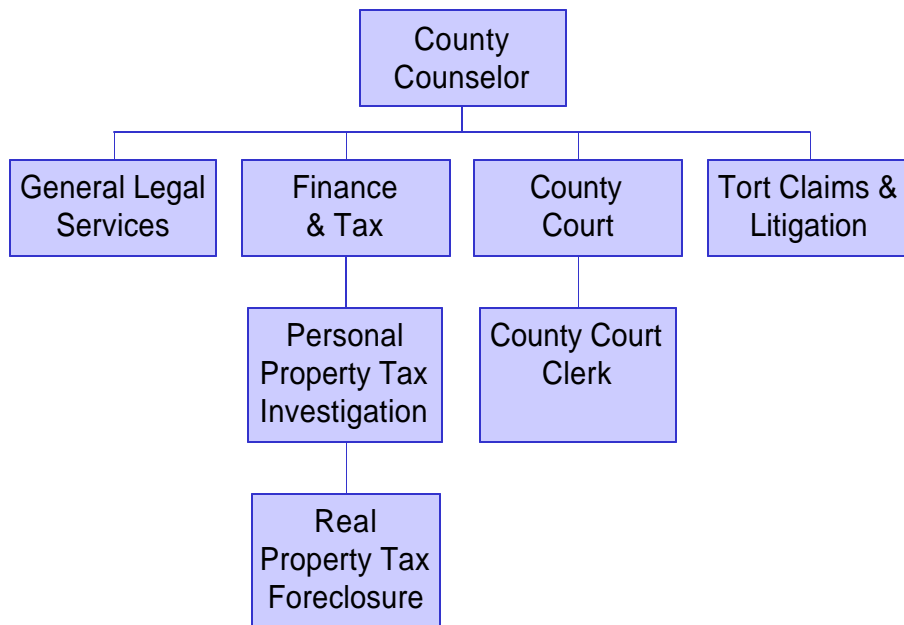 County
Counselor
General Legal
Services
Finance
& Tax
County
Court
Tort Claims &
Litigation
Personal
Property Tax
Investigation
County Court
Clerk
Real
Property Tax
Foreclosure